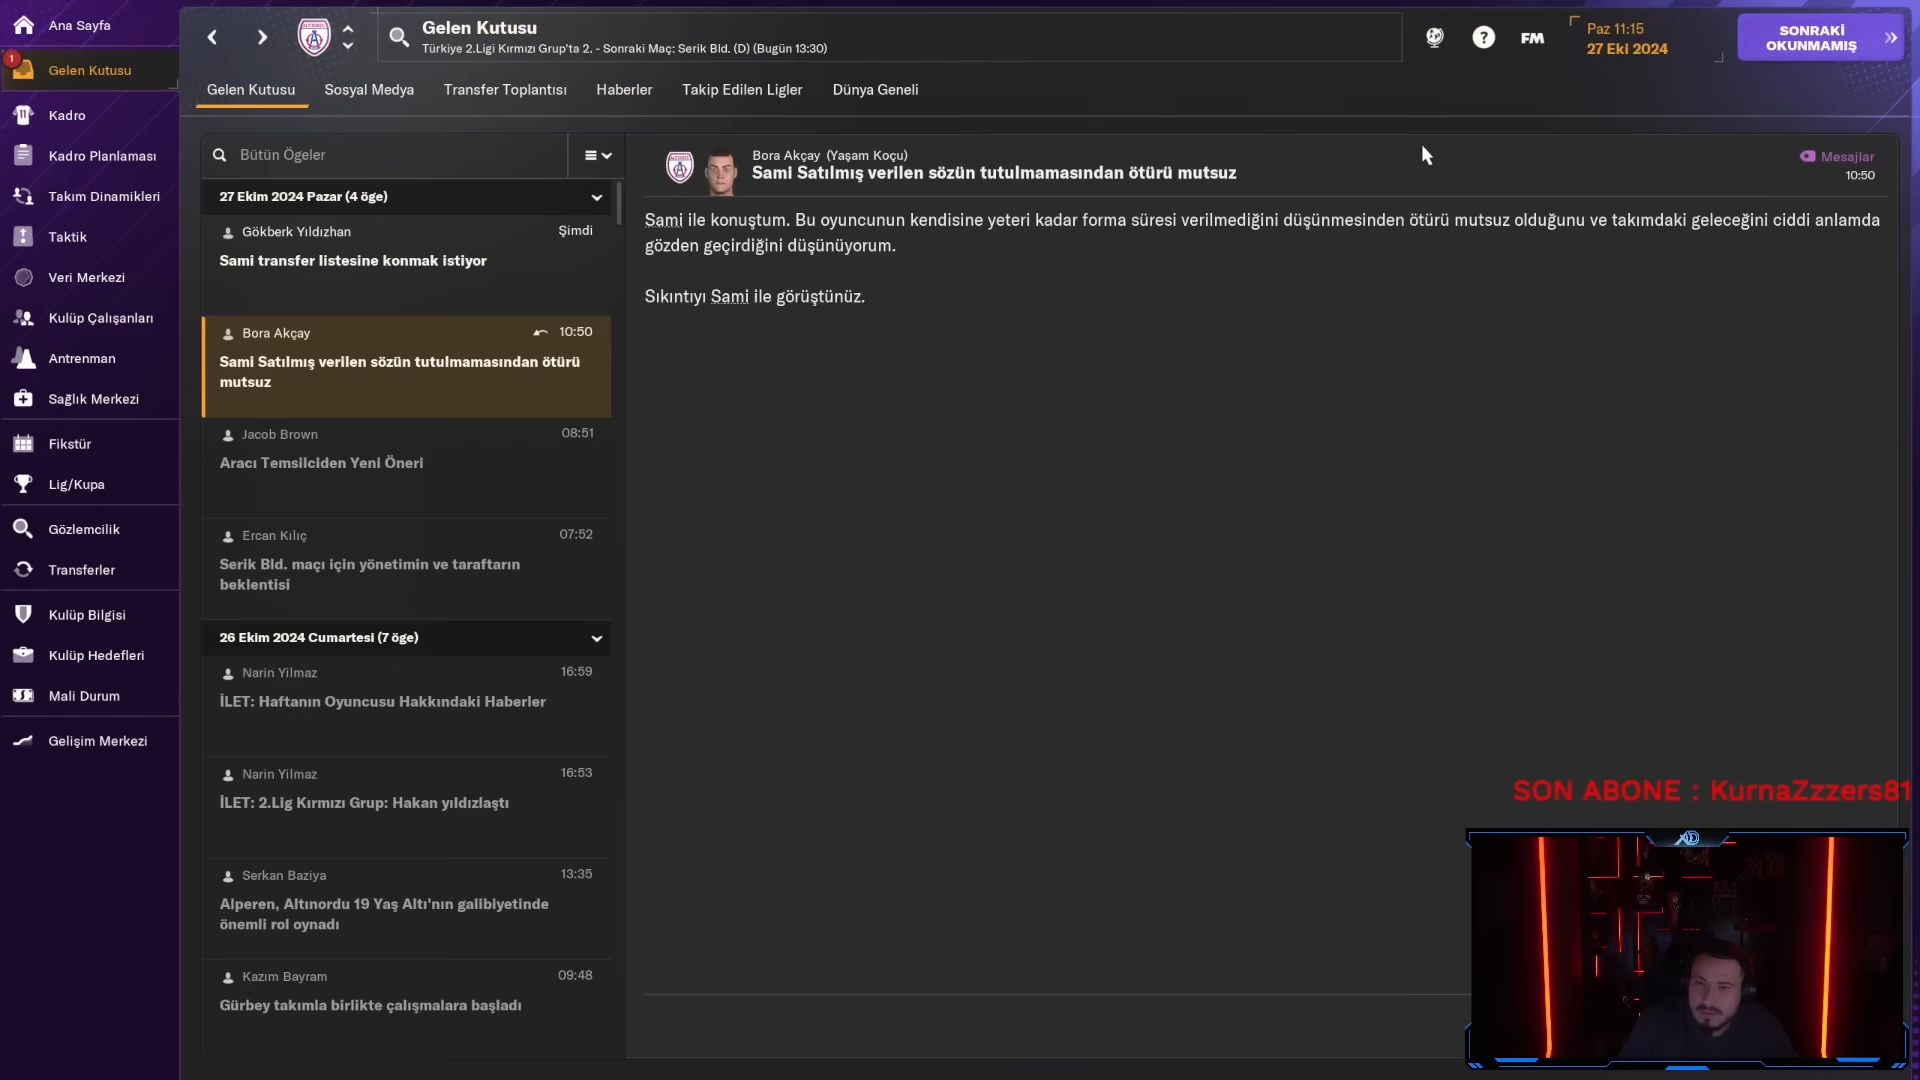 Ana Sayfa
1
Gelen Kutusu
Kadro
Kadro Planlaması
Takım Dinamikleri
Taktik
Veri Merkezi
Kulüp Çalışanları
Antrenman
Sağlık Merkezi
Fikstür
Lig/Kupa
Gözlemcilik
Transferler
Kulüp Bilgisi
Kulüp Hedefleri
Mali Durum
Gelişim Merkezi
Gelen Kutusu
Türkiye 2.Ligi Kırmızı Grup'ta 2. - Sonraki Maç: Serik Bld. (D) (Bugün 13:30)
FM
Paz 11:15
27 Eki 2024
SONRAKİ
OKUNMAMIŞ
Gelen Kutusu
Sosyal Medya
Transfer Toplantısı
Haberler
Takip Edilen Ligler
Dünya Geneli
Bütün Ögeler
27 Ekim 2024 Pazar (4 öge)
Gökberk Yıldızhan
Şimdi
Sami transfer listesine konmak istiyor
Bora Akçay
10:50
Sami Satılmış verilen sözün tutulmamasından ötürü
mutsuz
Jacob Brown
08:51
Aracı Temsilciden Yeni Öneri
Ercan Kılıç
07:52
Serik Bld. maçı için yönetimin ve taraftarın
beklentisi
26 Ekim 2024 Cumartesi (7 öge)
Narin Yilmaz
16:59
İLET: Haftanın Oyuncusu Hakkındaki Haberler
Narin Yilmaz
16:53
İLET: 2.Lig Kırmızı Grup: Hakan yıldızlaştı
Serkan Baziya
13:35
Alperen, Altınordu 19 Yaş Altı'nın galibiyetinde
önemli rol oynadı
Kazım Bayram
09:48
Gürbey takımla birlikte çalışmalara başladı
Bora Akçay (Yaşam Koçu)
Sami Satılmış verilen sözün tutulmamasından ötürü mutsuz
Mesajlar
10:50
Sami ile konuştum. Bu oyuncunun kendisine yeteri kadar forma süresi verilmediğini düşünmesinden ötürü mutsuz olduğunu ve takımdaki geleceğini ciddi anlamda
gözden geçirdiğini düşünüyorum.
Sıkıntıyı Sami ile görüştünüz.
SON ABONE : KurnaZzzers81